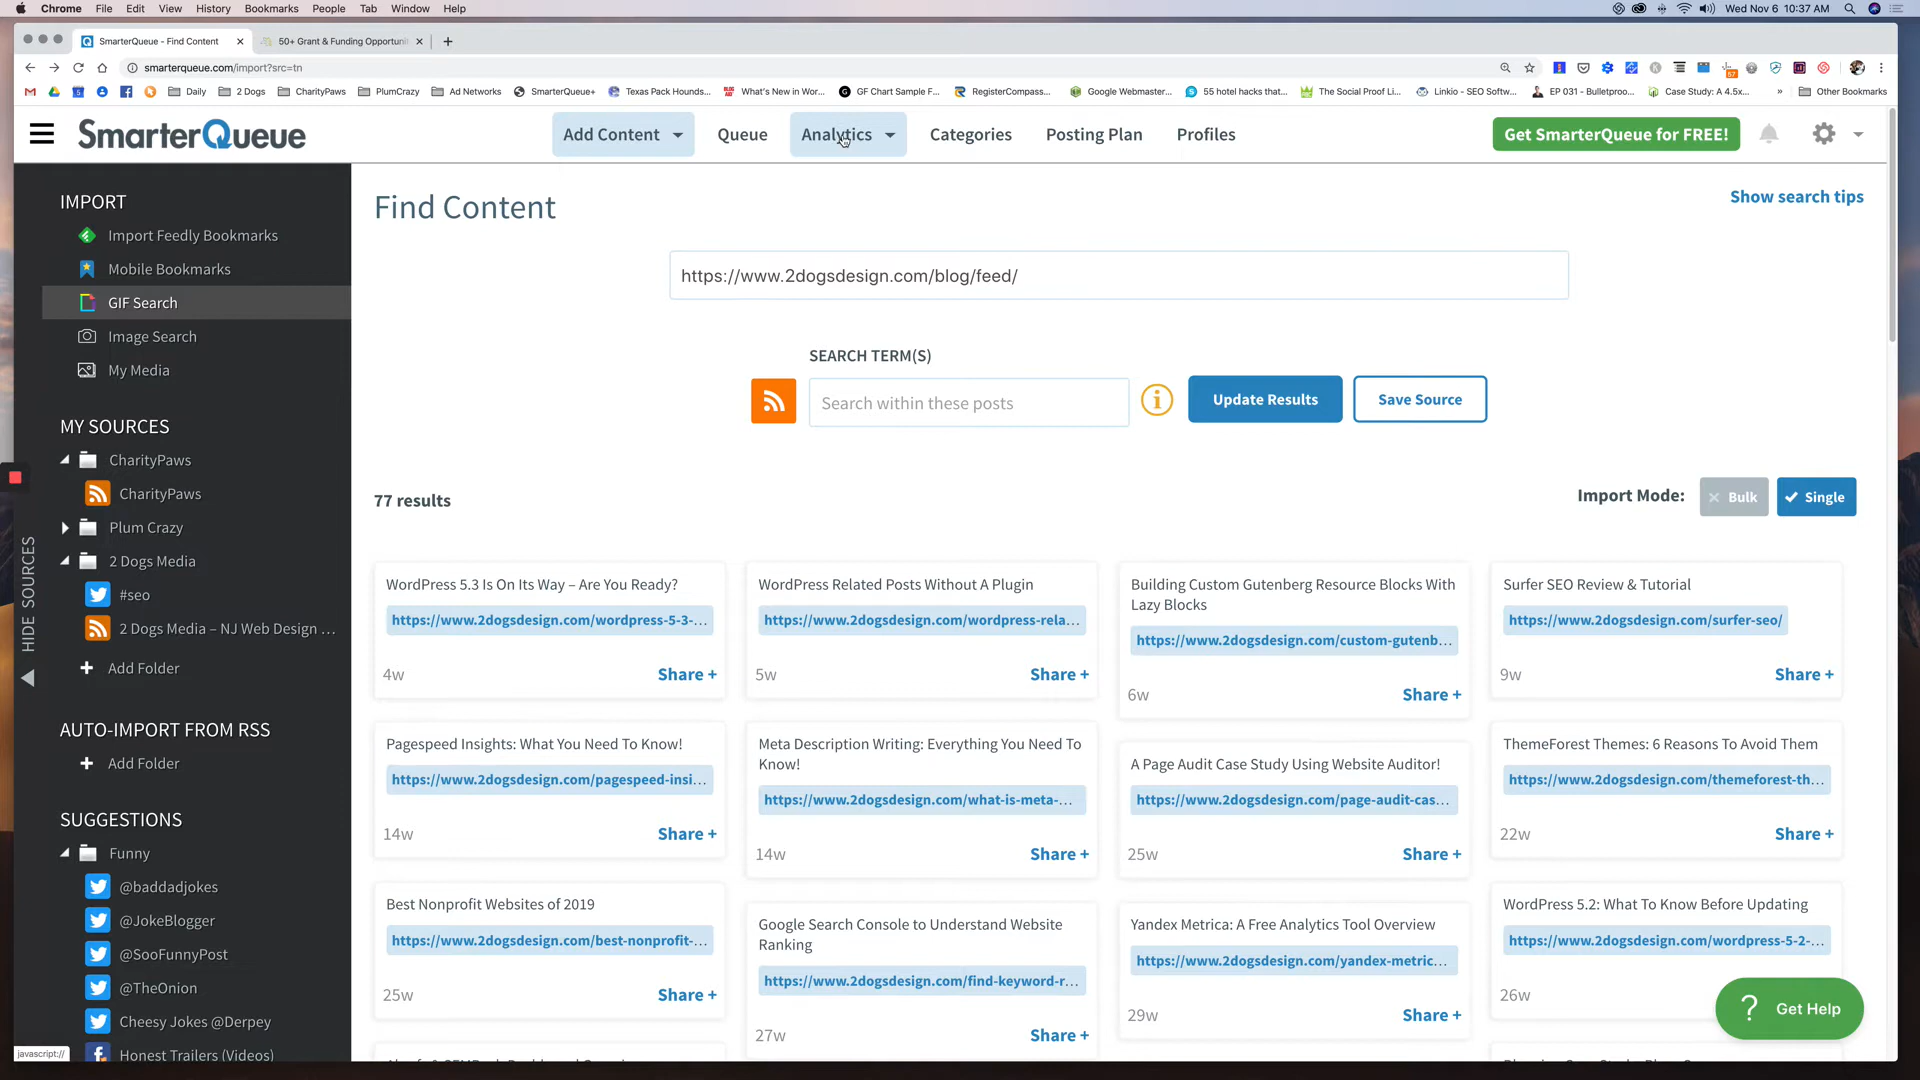 Chrome File Edit View History Bookmarks People Tab Window Help Wed Nov 6 10:37 AM
SmarterQueue - Find Content 50+ Grant & Funding Opportuni
smarterqueue.com/import?src=tn
Daily 2 Dogs CharityPaws PlumCrazy Ad Networks SmarterQueue+ Texas Pack Hounds... What's New in Wor... GF Chart Sample F... RegisterCompass... Google Webmaster... 55 hotel hacks that... The Social Proof Li... Linkio - SEO Softw... EP 031 - Bulletproo... Case Study: A 4.5x... » Other Bookmarks
SmarterQueue Add Content Queue Analytics Categories Posting Plan Profiles Get SmarterQueue for FREE!
IMPORT
Import Feedly Bookmarks
Mobile Bookmarks
GIF Search
Image Search
My Media
MY SOURCES
CharityPaws
CharityPaws
Plum Crazy
2 Dogs Media
#seo
2 Dogs Media – NJ Web Design ...
Add Folder
AUTO-IMPORT FROM RSS
Add Folder
SUGGESTIONS
Funny
@baddadjokes
@JokeBlogger
@SooFunnyPost
@TheOnion
Cheesy Jokes @Derpey
Honest Trailers (Videos)
HIDE SOURCES
javascript://
Find Content
Show search tips
https://www.2dogsdesign.com/blog/feed/
SEARCH TERM(S)
Search within these posts
Update Results
Save Source
77 results
Import Mode: Bulk Single
WordPress 5.3 Is On Its Way – Are You Ready?
https://www.2dogsdesign.com/wordpress-5-3-...
4w Share +
WordPress Related Posts Without A Plugin
https://www.2dogsdesign.com/wordpress-rela...
5w Share +
Building Custom Gutenberg Resource Blocks With
Lazy Blocks
https://www.2dogsdesign.com/custom-gutenb...
6w Share +
Surfer SEO Review & Tutorial
https://www.2dogsdesign.com/surfer-seo/
9w Share +
Pagespeed Insights: What You Need To Know!
https://www.2dogsdesign.com/pagespeed-insi...
14w Share +
Meta Description Writing: Everything You Need To
Know!
https://www.2dogsdesign.com/what-is-meta-...
14w Share +
A Page Audit Case Study Using Website Auditor!
https://www.2dogsdesign.com/page-audit-cas...
25w Share +
ThemeForest Themes: 6 Reasons To Avoid Them
https://www.2dogsdesign.com/themeforest-th...
22w Share +
Best Nonprofit Websites of 2019
https://www.2dogsdesign.com/best-nonprofit-...
25w Share +
Google Search Console to Understand Website
Ranking
https://www.2dogsdesign.com/find-keyword-r...
27w Share +
Yandex Metrica: A Free Analytics Tool Overview
https://www.2dogsdesign.com/yandex-metric...
29w Share +
WordPress 5.2: What To Know Before Updating
https://www.2dogsdesign.com/wordpress-5-2-...
26w
? Get Help